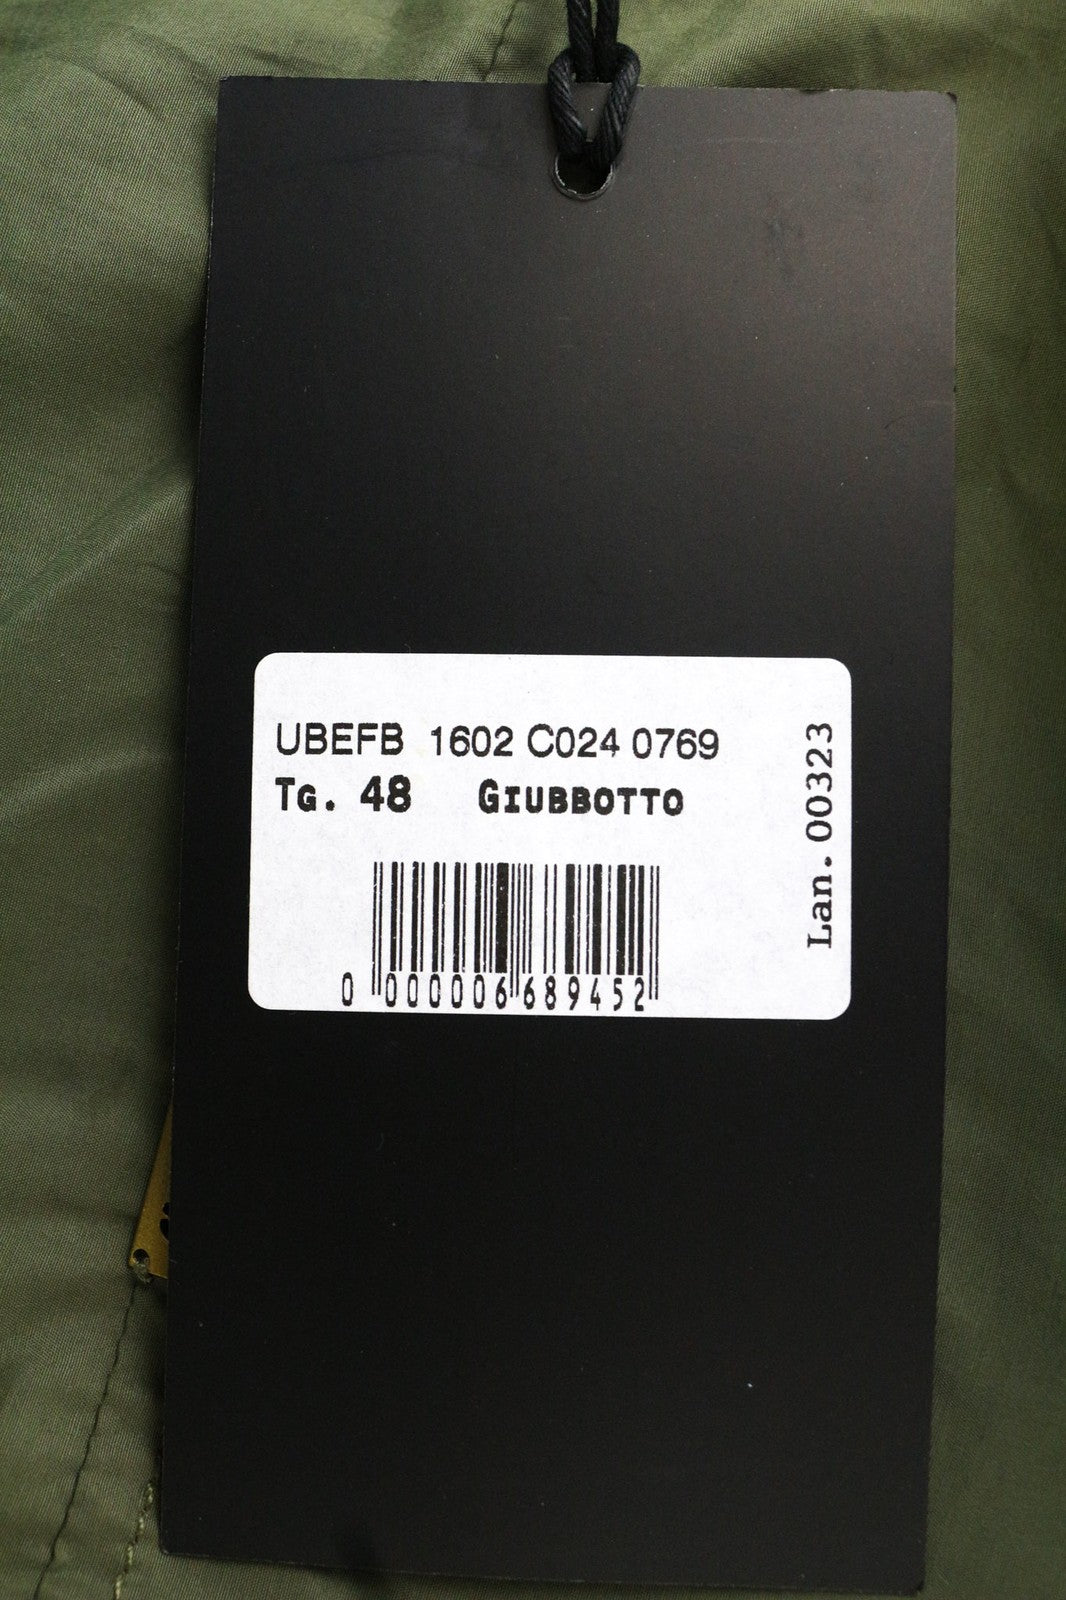 UBEFB 1602 C024 0769
Tg. 48 GIUBBOTTO
Lan. 00323
0 000006 689452